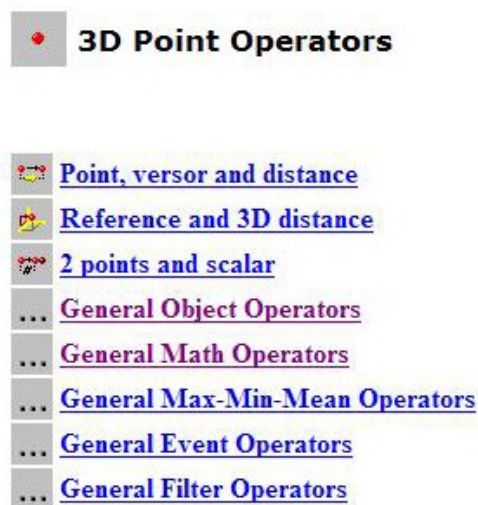 3D Point Operators
Point, versor and distance
Reference and 3D distance
2 points and scalar
... General Object Operators
... General Math Operators
... General Max-Min-Mean Operators
... General Event Operators
... General Filter Operators